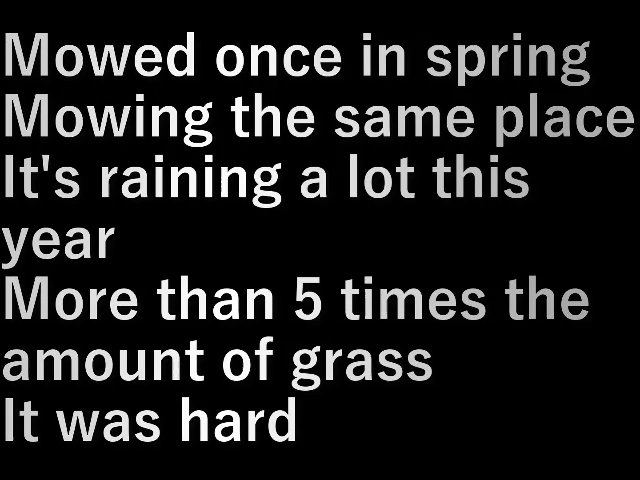 Mowed once in spring
Mowing the same place
It's raining a lot this
year
More than 5 times the
amount of grass
It was hard